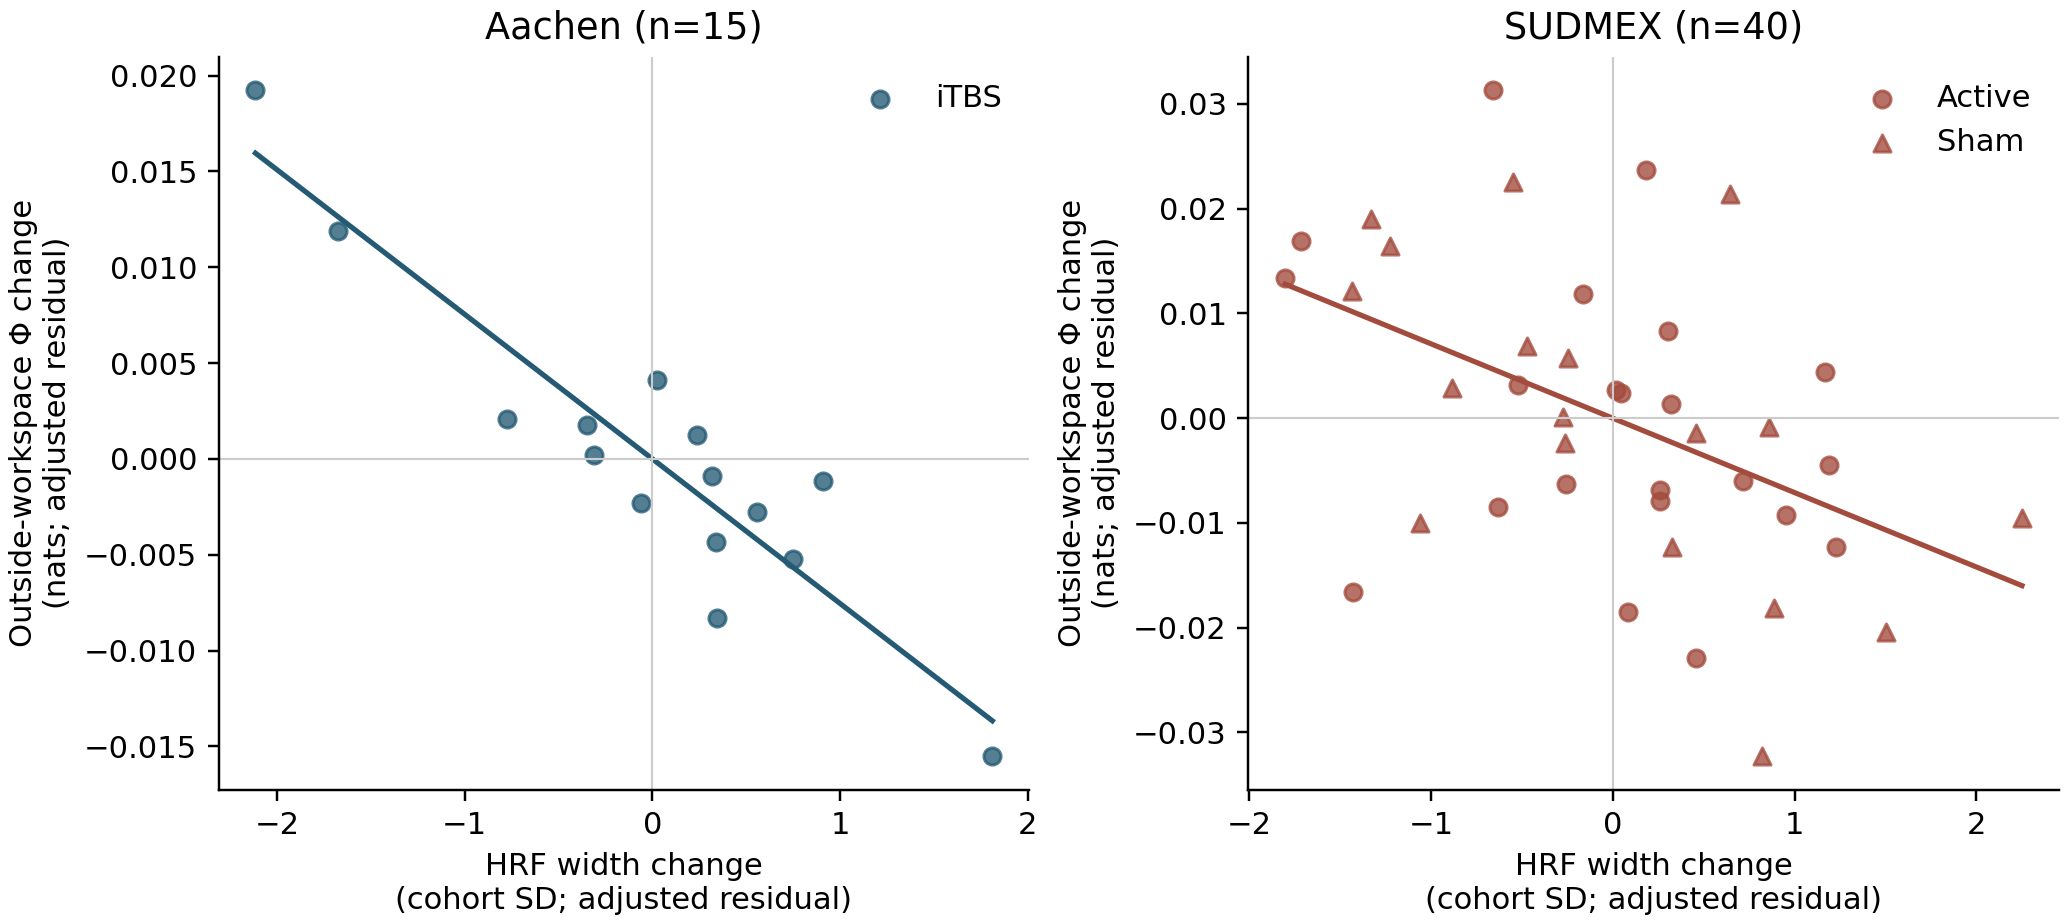 Aachen (n=15)
iTBS
0.020
0.015
0.010
0.005
0.000
−0.005
−0.010
−0.015
Outside-workspace Φ change
(nats; adjusted residual)
−2
−1
0
1
2
HRF width change
(cohort SD; adjusted residual)
SUDMEX (n=40)
Active
Sham
0.03
0.02
0.01
0.00
−0.01
−0.02
−0.03
Outside-workspace Φ change
(nats; adjusted residual)
−2
−1
0
1
2
HRF width change
(cohort SD; adjusted residual)